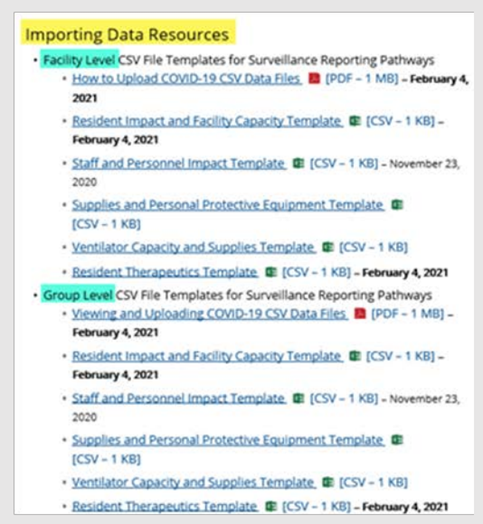 Importing Data Resources
• Facility Level CSV File Templates for Surveillance Reporting Pathways
• How to Upload COVID-19 CSV Data Files [PDF – 1 MB] – February 4,
2021
• Resident Impact and Facility Capacity Template [CSV – 1 KB] –
February 4, 2021
• Staff and Personnel Impact Template [CSV – 1 KB] – November 23,
2020
• Supplies and Personal Protective Equipment Template
[CSV – 1 KB]
• Ventilator Capacity and Supplies Template [CSV – 1 KB]
• Resident Therapeutics Template [CSV – 1 KB] – February 4, 2021
• Group Level CSV File Templates for Surveillance Reporting Pathways
• Viewing and Uploading COVID-19 CSV Data Files [PDF – 1 MB] –
February 4, 2021
• Resident Impact and Facility Capacity Template [CSV – 1 KB] –
February 4, 2021
• Staff and Personnel Impact Template [CSV – 1 KB] – November 23,
2020
• Supplies and Personal Protective Equipment Template
[CSV – 1 KB]
• Ventilator Capacity and Supplies Template [CSV – 1 KB]
• Resident Therapeutics Template [CSV – 1 KB] – February 4, 2021